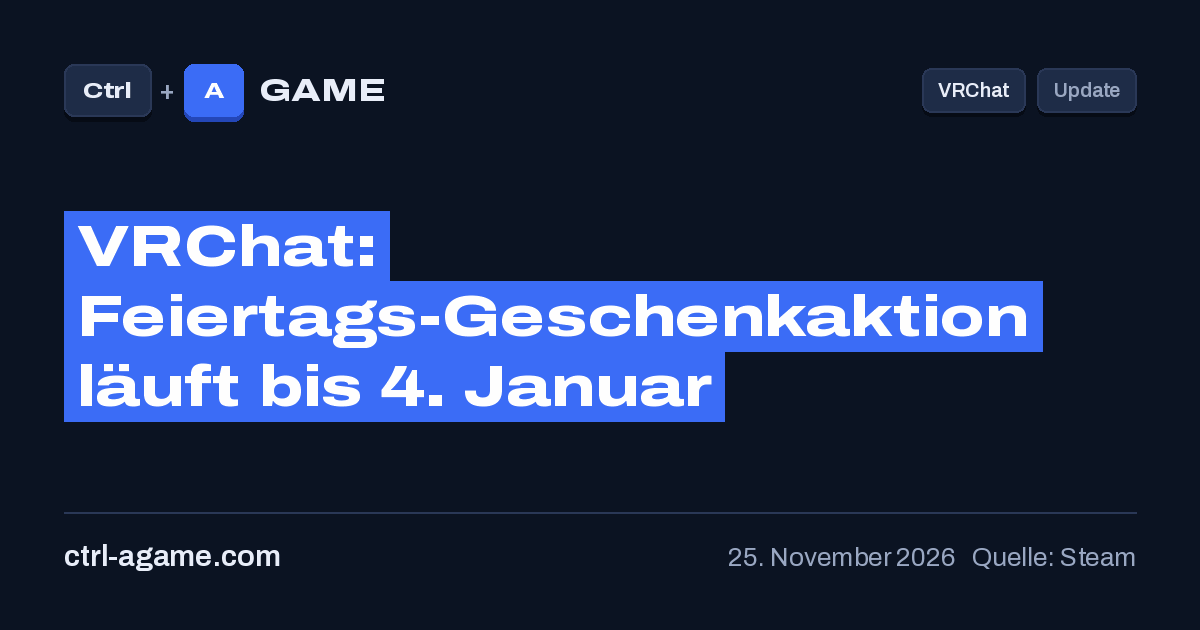 Ctrl + A GAME
VRChat Update
VRChat:
Feiertags-Geschenkaktion
läuft bis 4. Januar
ctrl-agame.com
25. November 2026 Quelle: Steam